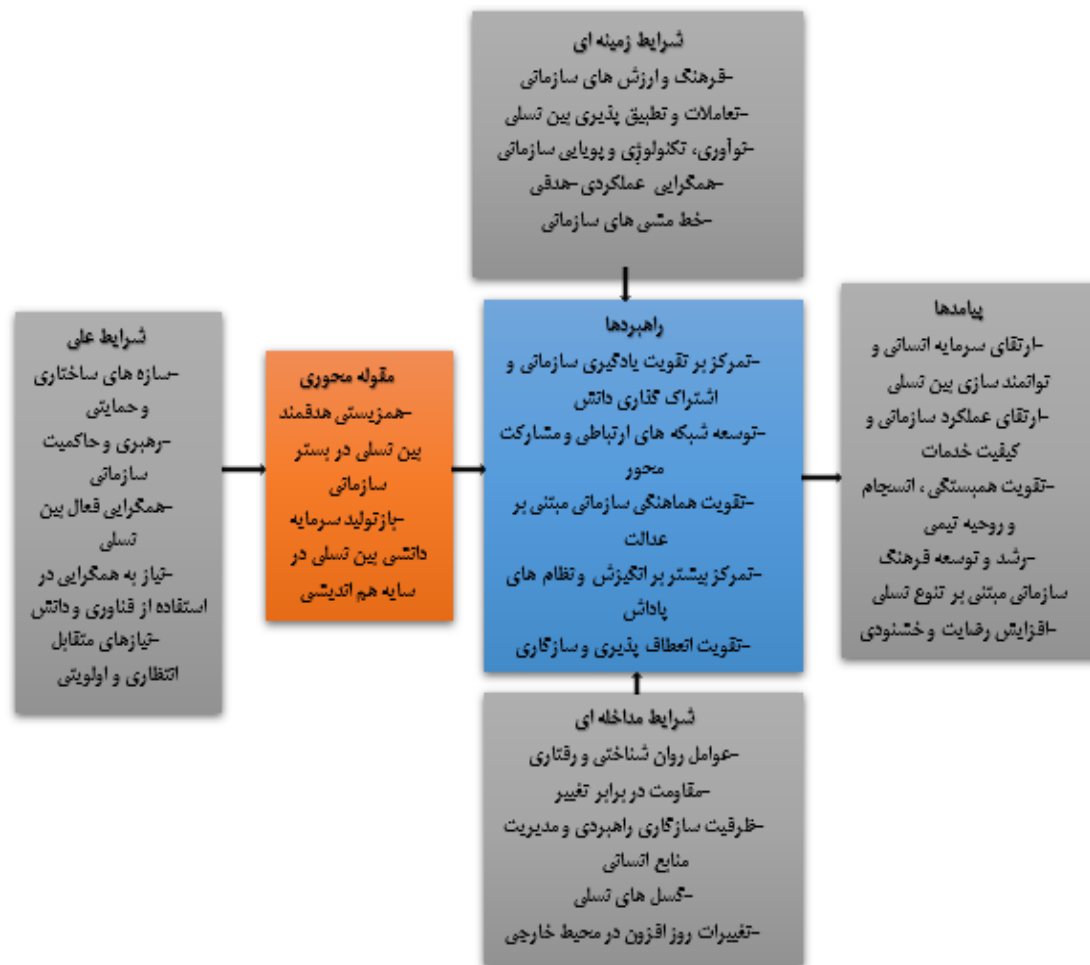 شرایط زمینه ای
-فرهنگ و ارزش های سازمانی
-تعاملات و تطبیق پذیری بین نسلی
-نوآوری، تکنولوژی و پویایی سازمانی
-همگرایی عملکردی -هدفی
-خط مشی های سازمانی
شرایط علی
-سازه های ساختاری
و حمایتی
-رهبری و حاکمیت
سازمانی
-همگرایی فعال بین
نسلی
-نیاز به همگرایی در
استفاده از فناوری و دانش
-نیازهای متقابل
انتظاری و اولویتی
مقوله محوری
-همزیستی هدفمند
بین نسلی در بستر
سازمانی
-بازتولید سرمایه
دانشی بین نسلی در
سایه هم اندیشی
راهبردها
-تمرکز بر تقویت یادگیری سازمانی و
اشتراک گذاری دانش
-توسعه شبکه های ارتباطی و مشارکت
محور
-تقویت هماهنگی سازمانی مبتنی بر
عدالت
-تمرکز بیشتر بر انگیزش و نظام های
پاداش
-تقویت انعطاف پذیری و سازگاری
پیامدها
-ارتقای سرمایه انسانی و
توانمند سازی بین نسلی
-ارتقای عملکرد سازمانی و
کیفیت خدمات
-تقویت همبستگی، انسجام
و روحیه تیمی
-رشد و توسعه فرهنگ
سازمانی مبتنی بر تنوع نسلی
-افزایش رضایت و خشنودی
شرایط مداخله ای
-عوامل روان شناختی و رفتاری
-مقاومت در برابر تغییر
-ظرفیت سازگاری راهبردی و مدیریت
منابع انسانی
-گسل های نسلی
-تغییرات روز افزون در محیط خارجی